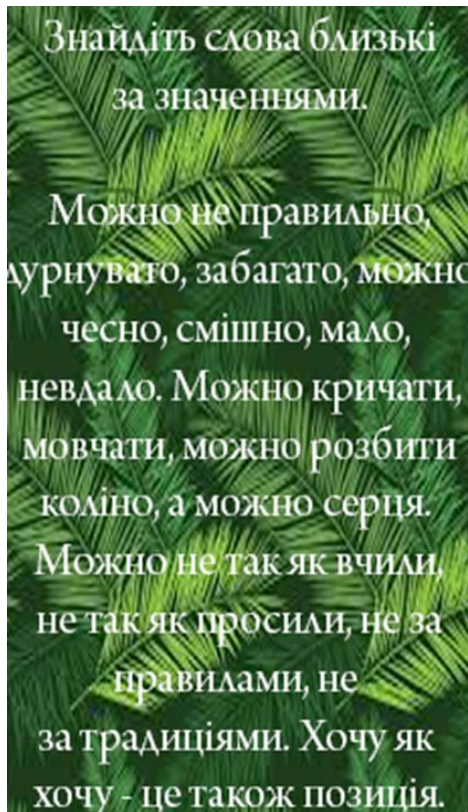 Знайдіть слова близькі
за значеннями.
Можно не правильно,
дурнувато, забагато, можно
чесно, смішно, мало,
невдало. Можно кричати,
мовчати, можно розбити
коліно, а можно серця.
Можно не так як вчили,
не так як просили, не за
правилами, не
за традиціями. Хочу як
хочу - це також позиція.